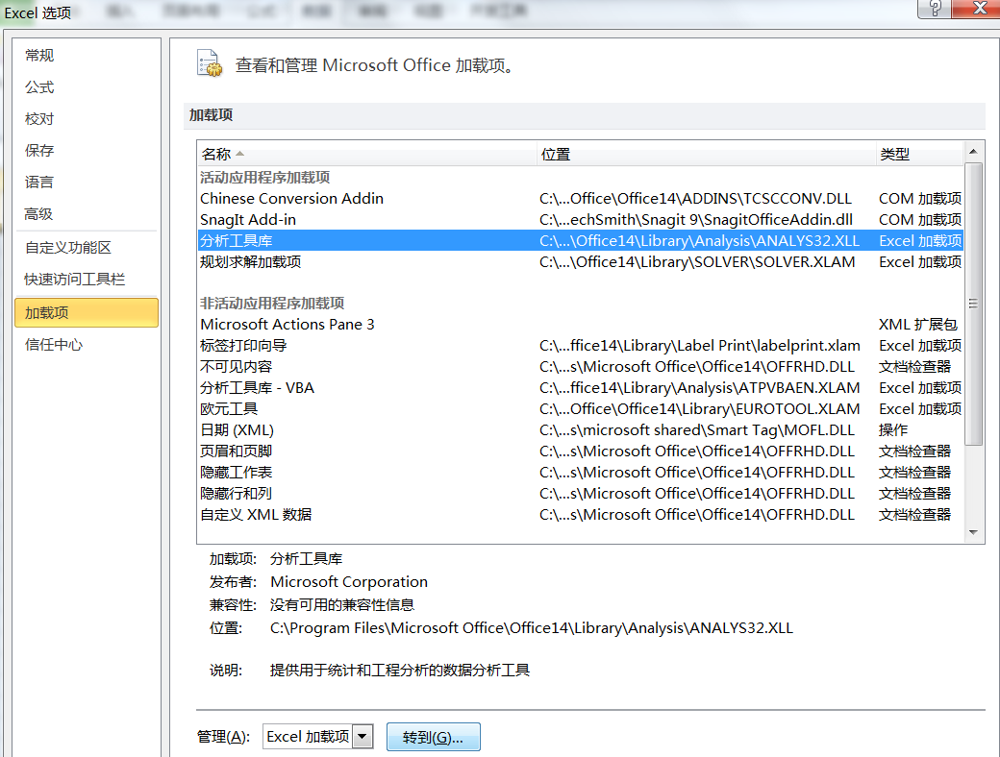 Excel 选项
常规
公式
校对
保存
语言
高级
自定义功能区
快速访问工具栏
加载项
信任中心
查看和管理 Microsoft Office 加载项。
加载项
名称 位置 类型
活动应用程序加载项
Chinese Conversion Addin C:\...Office\Office14\ADDINS\TCSCCONV.DLL COM 加载项
SnagIt Add-in C:\...echSmith\Snagit 9\SnagitOfficeAddin.dll COM 加载项
分析工具库 C:\...\Office14\Library\Analysis\ANALYS32.XLL Excel 加载项
规划求解加载项 C:\...\Office14\Library\SOLVER\SOLVER.XLAM Excel 加载项
非活动应用程序加载项
Microsoft Actions Pane 3 XML 扩展包
标签打印向导 C:\...ffice14\Library\Label Print\labelprint.xlam Excel 加载项
不可见内容 C:\...s\Microsoft Office\Office14\OFFRHD.DLL 文档检查器
分析工具库 - VBA C:\...ffice14\Library\Analysis\ATPVBAEN.XLAM Excel 加载项
欧元工具 C:\...Office\Office14\Library\EUROTOOL.XLAM Excel 加载项
日期 (XML) C:\...s\microsoft shared\Smart Tag\MOFL.DLL 操作
页眉和页脚 C:\...s\Microsoft Office\Office14\OFFRHD.DLL 文档检查器
隐藏工作表 C:\...s\Microsoft Office\Office14\OFFRHD.DLL 文档检查器
隐藏行和列 C:\...s\Microsoft Office\Office14\OFFRHD.DLL 文档检查器
自定义 XML 数据 C:\...s\Microsoft Office\Office14\OFFRHD.DLL 文档检查器
加载项: 分析工具库
发布者: Microsoft Corporation
兼容性: 没有可用的兼容性信息
位置: C:\Program Files\Microsoft Office\Office14\Library\Analysis\ANALYS32.XLL
说明: 提供用于统计和工程分析的数据分析工具
管理(A): Excel 加载项 转到(G)...